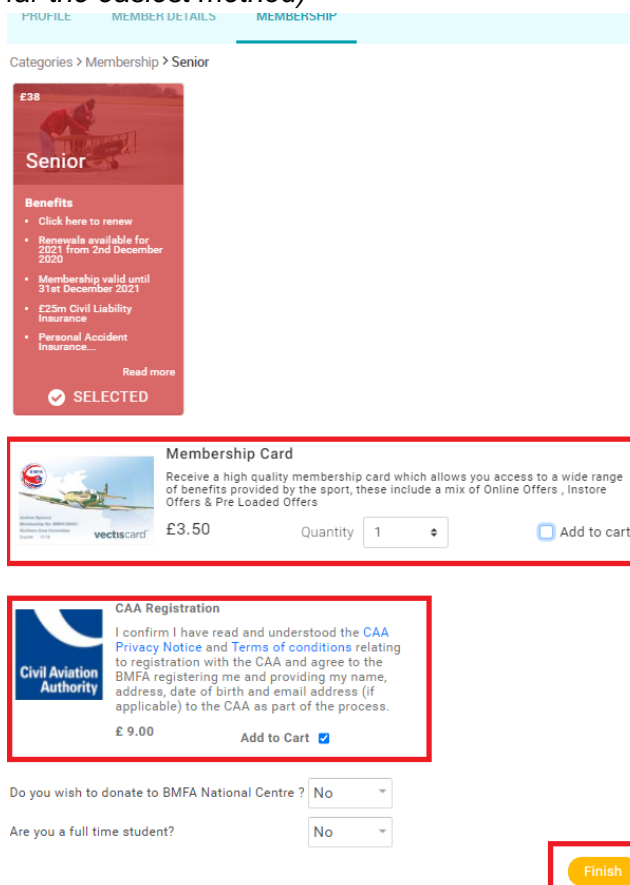 far the easiest method)
PROFILE MEMBER DETAILS MEMBERSHIP
Categories > Membership > Senior
£38
Senior
Benefits
• Click here to renew
• Renewals available for
2021 from 2nd December
2020
• Membership valid until
31st December 2021
• £25m Civil Liability
Insurance
• Personal Accident
Insurance...
Read more
SELECTED
Membership Card
Receive a high quality membership card which allows you access to a wide range
of benefits provided by the sport, these include a mix of Online Offers , Instore
Offers & Pre Loaded Offers
£3.50 Quantity 1 Add to cart
vectiscard
CAA Registration
I confirm I have read and understood the CAA
Privacy Notice and Terms of conditions relating
to registration with the CAA and agree to the
BMFA registering me and providing my name,
address, date of birth and email address (if
applicable) to the CAA as part of the process.
£ 9.00 Add to Cart
Civil Aviation
Authority
Do you wish to donate to BMFA National Centre ? No
Are you a full time student? No
Finish